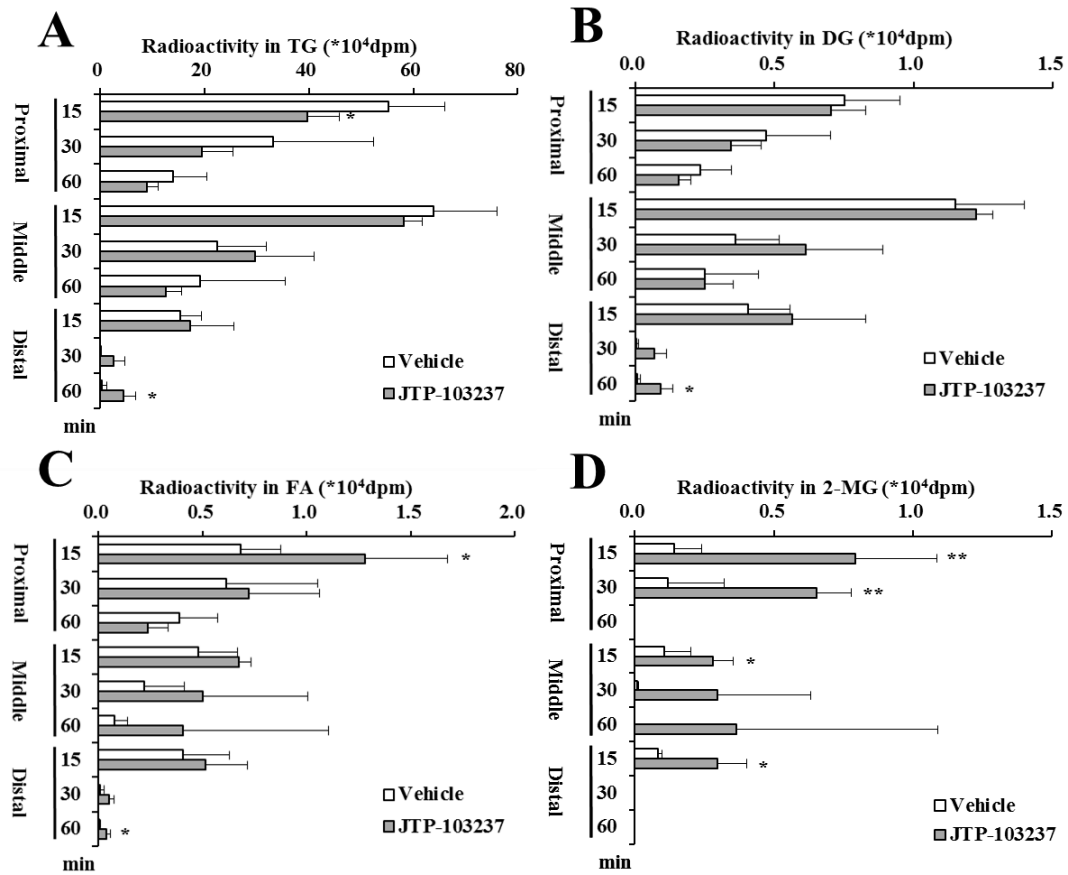 A
Radioactivity in TG (*10⁴dpm)
0 20 40 60 80
Proximal
15
*
30
60
Middle
15
30
60
Distal
15
30
60
*
min
Vehicle
JTP-103237
B
Radioactivity in DG (*10⁴dpm)
0.0 0.5 1.0 1.5
Proximal
15
30
60
Middle
15
30
60
Distal
15
30
60
*
min
Vehicle
JTP-103237
C
Radioactivity in FA (*10⁴dpm)
0.0 0.5 1.0 1.5 2.0
Proximal
15
*
30
60
Middle
15
30
60
Distal
15
30
60
*
min
Vehicle
JTP-103237
D
Radioactivity in 2-MG (*10⁴dpm)
0.0 0.5 1.0 1.5
Proximal
15
**
30
**
60
Middle
15
*
30
60
Distal
15
*
30
60
min
Vehicle
JTP-103237